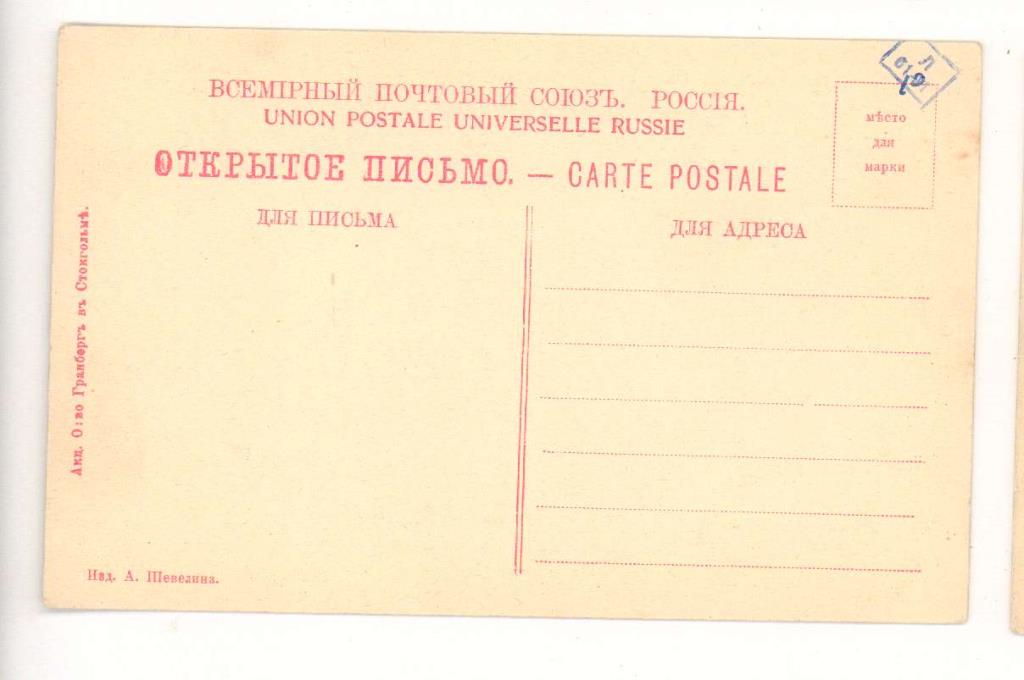 ВСЕМІРНЫЙ ПОЧТОВЫЙ СОЮЗЪ. РОССІЯ.
UNION POSTALE UNIVERSELLE RUSSIE
ОТКРЫТОЕ ПИСЬМО. — CARTE POSTALE
мѣсто
для
марки
ДЛЯ ПИСЬМА
ДЛЯ АДРЕСА
Акц. О:во Гранбергъ въ Стокгольмѣ.
Изд. А. Шевелина.